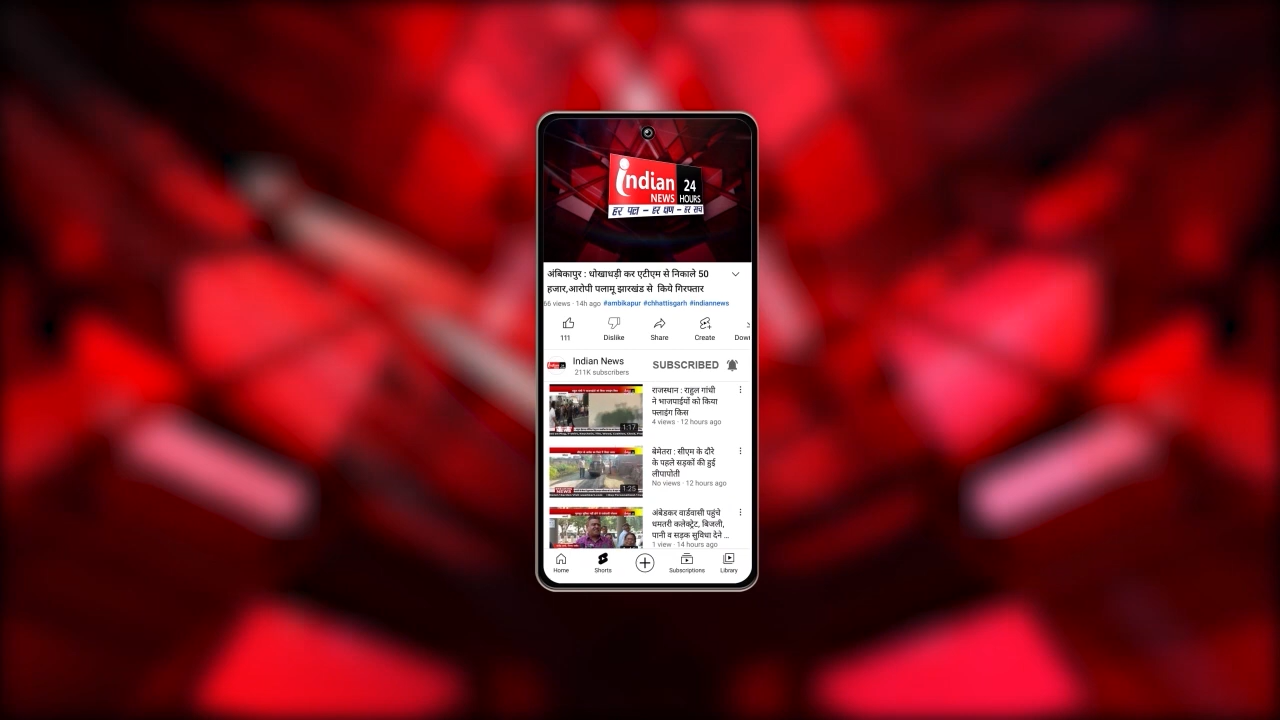 indian
NEWS
24
HOURS
हर पल - हर क्षण - हर सच
अंबिकापुर : धोखाधड़ी कर एटीएम से निकाले 50
हजार,आरोपी पलामू झारखंड से किये गिरफ्तार
66 views · 14h ago #ambikapur #chhattisgarh #indiannews
111 Dislike Share Create Dow
Indian News
211K subscribers
SUBSCRIBED
राजस्थान : राहुल गांधी
ने भाजपाईयों को किया
फ्लाइंग किस
4 views · 12 hours ago
1:17
बेमेतरा : सीएम के दौरे
के पहले सड़कों की हुई
लीपापोती
No views · 12 hours ago
1:25
अंबेडकर वार्डवासी पहुंचे
धमतरी कलेक्ट्रेट, बिजली,
पानी व सड़क सुविधा देने ...
1 view · 14 hours ago
Home Shorts Subscriptions Library